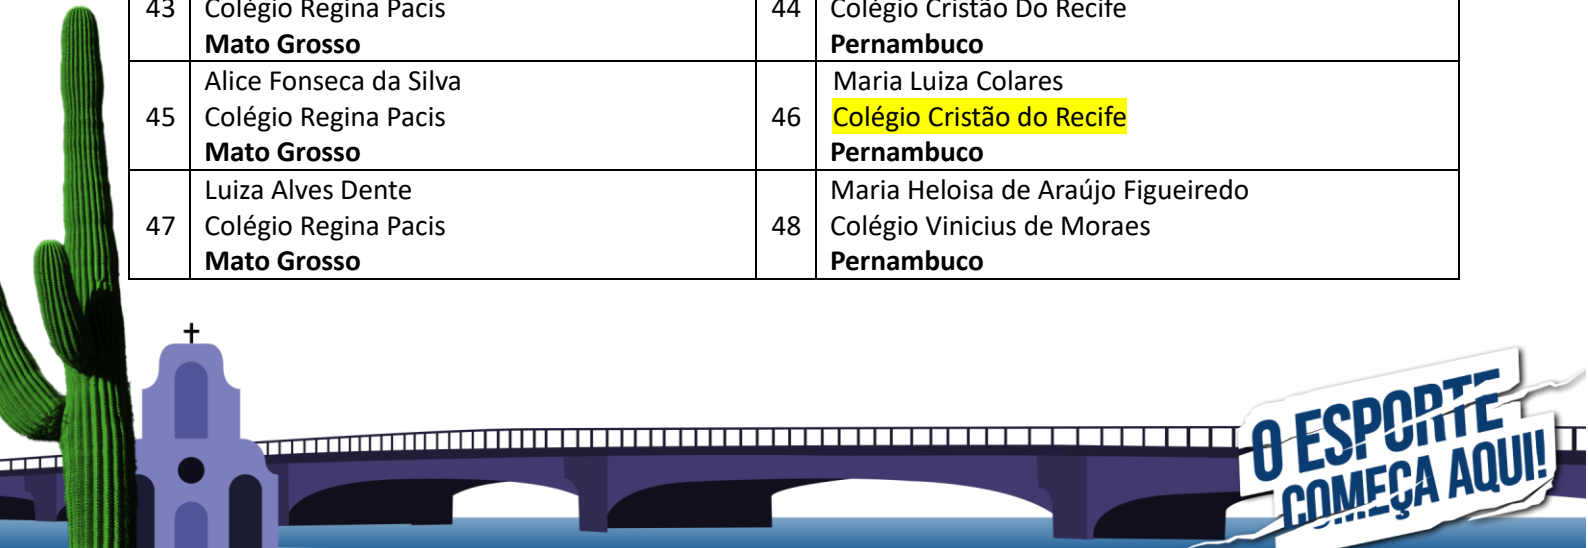 43
Colégio Regina Pacis
Mato Grosso
44
Colégio Cristão Do Recife
Pernambuco
45
Alice Fonseca da Silva
Colégio Regina Pacis
Mato Grosso
46
Maria Luiza Colares
Colégio Cristão do Recife
Pernambuco
47
Luiza Alves Dente
Colégio Regina Pacis
Mato Grosso
48
Maria Heloisa de Araújo Figueiredo
Colégio Vinicius de Moraes
Pernambuco
O ESPORTE
COMEÇA AQUI!